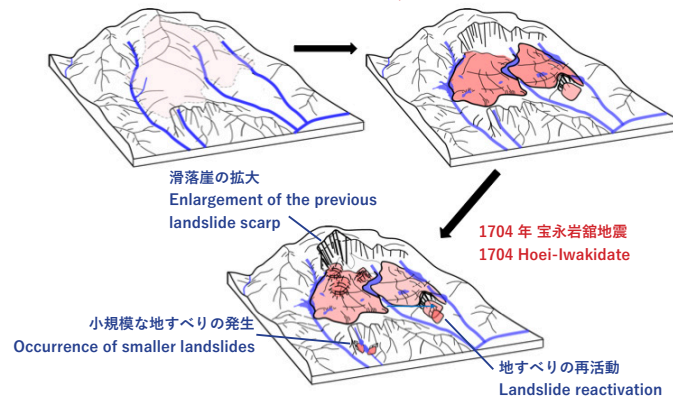 滑落崖の拡大
Enlargement of the previous
landslide scarp
1704 年 宝永岩舘地震
1704 Hoei-Iwakidate
小規模な地すべりの発生
Occurrence of smaller landslides
地すべりの再活動
Landslide reactivation